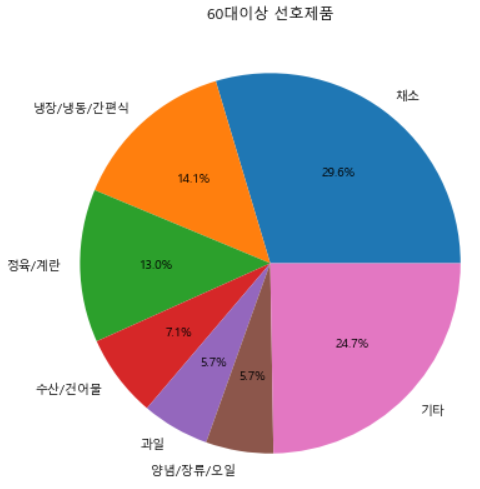 60대이상 선호제품
채소
29.6%
냉장/냉동/간편식
14.1%
정육/계란
13.0%
수산/건어물
7.1%
과일
5.7%
양념/장류/오일
5.7%
기타
24.7%